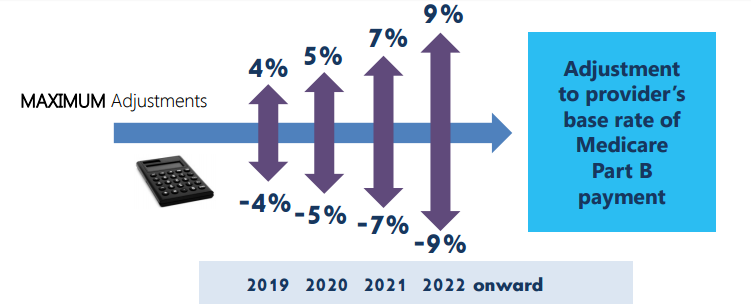 9%
7%
5%
4%
MAXIMUM Adjustments
-4%
-5%
-7%
-9%
Adjustment
to provider's
base rate of
Medicare
Part B
payment
2019 2020 2021 2022 onward